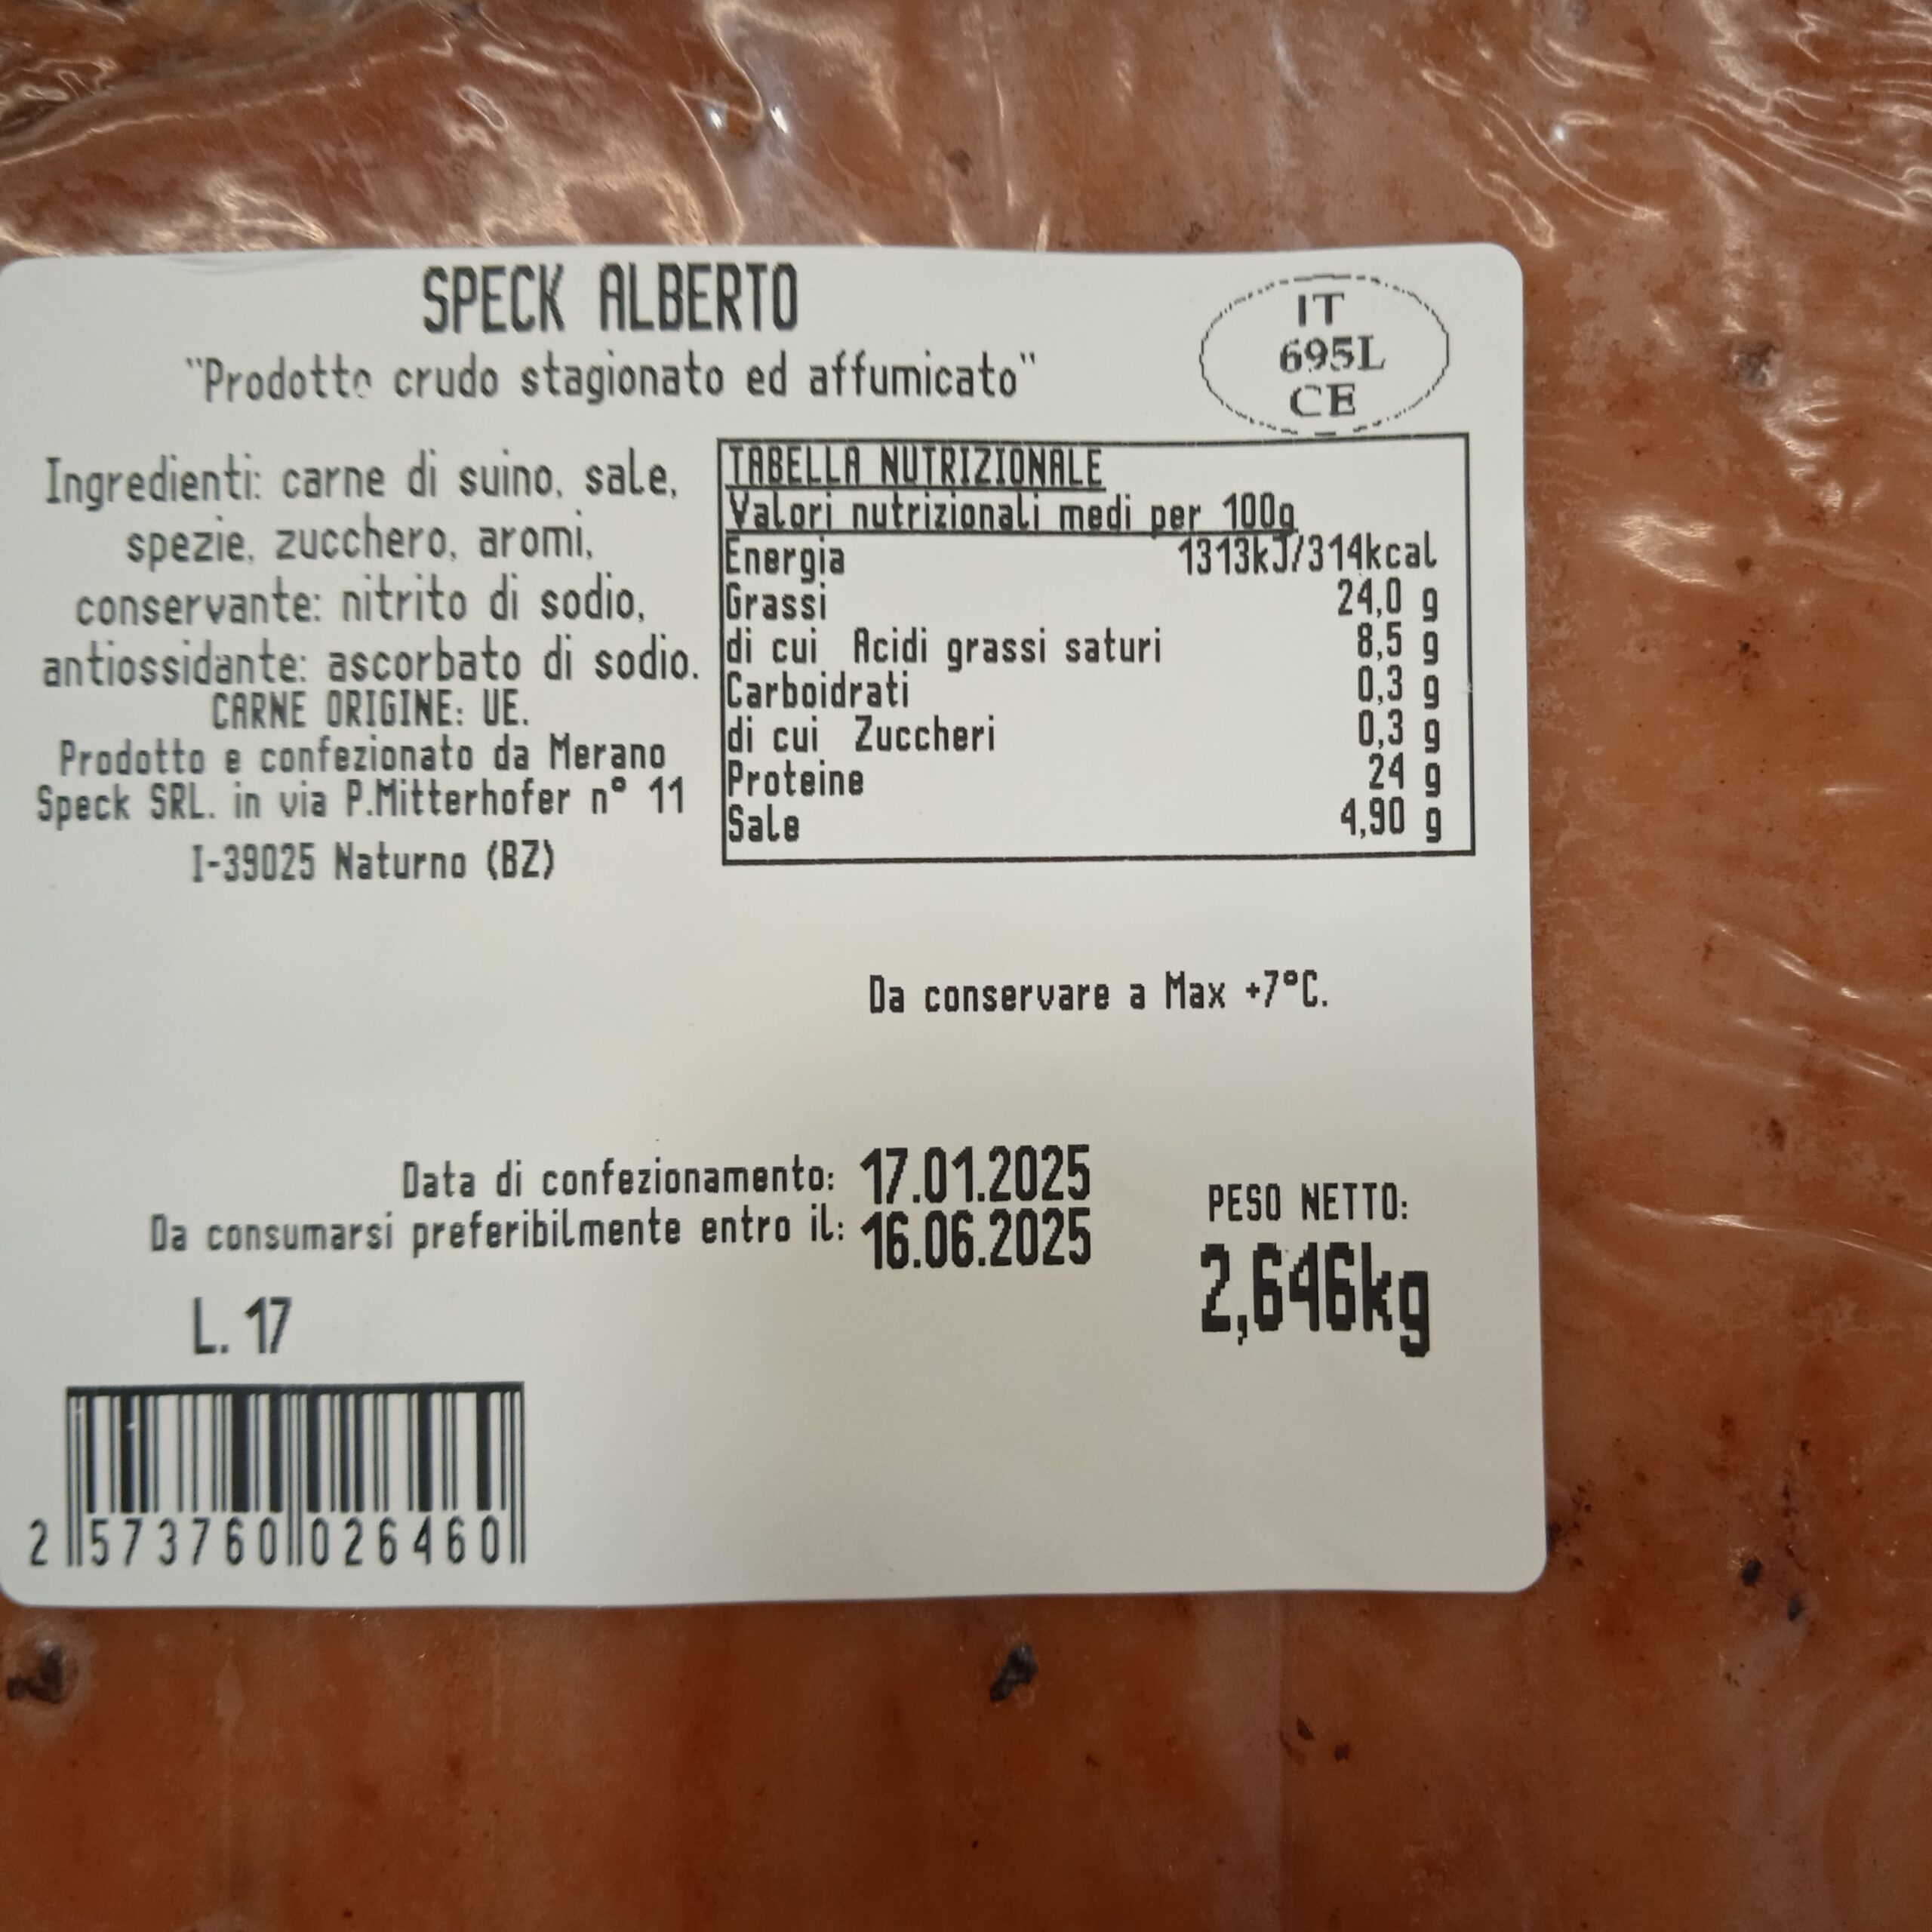 SPECK ALBERTO
"Prodotto crudo stagionato ed affumicato"
IT
695L
CE
Ingredienti: carne di suino, sale,
spezie, zucchero, aromi,
conservante: nitrito di sodio,
antiossidante: ascorbato di sodio.
CARNE ORIGINE: UE.
Prodotto e confezionato da Merano
Speck SRL. in via P.Mitterhofer n° 11
I-39025 Naturno (BZ)
TABELLA NUTRIZIONALE
Valori nutrizionali medi per 100g
Energia 1313kJ/314kcal
Grassi 24,0 g
di cui Acidi grassi saturi 8,5 g
Carboidrati 0,3 g
di cui Zuccheri 0,3 g
Proteine 24 g
Sale 4,90 g
Da conservare a Max +7°C.
Data di confezionamento: 17.01.2025
Da consumarsi preferibilmente entro il: 16.06.2025
PESO NETTO:
2,646kg
L. 17
2 573760 026460